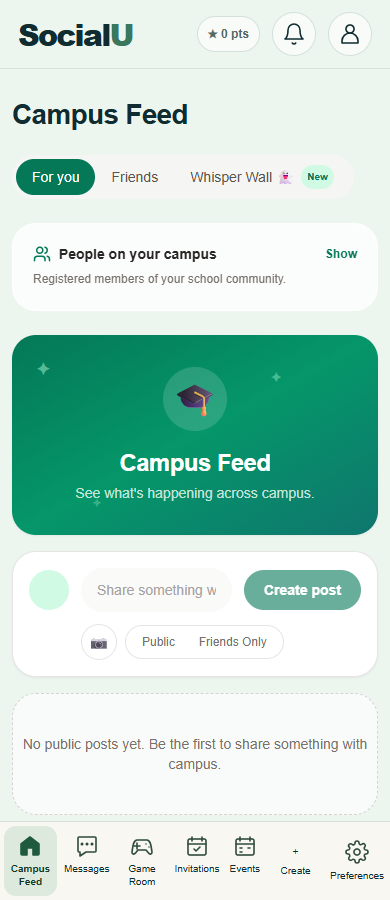 SocialU
★ 0 pts
Campus Feed
For you
Friends
Whisper Wall 👻
New
People on your campus
Show
Registered members of your school community.
Campus Feed
See what's happening across campus.
Share something w
Create post
Public
Friends Only
No public posts yet. Be the first to share something with
campus.
Campus
Feed
Messages
Game
Room
Invitations
Events
+
Create
Preferences